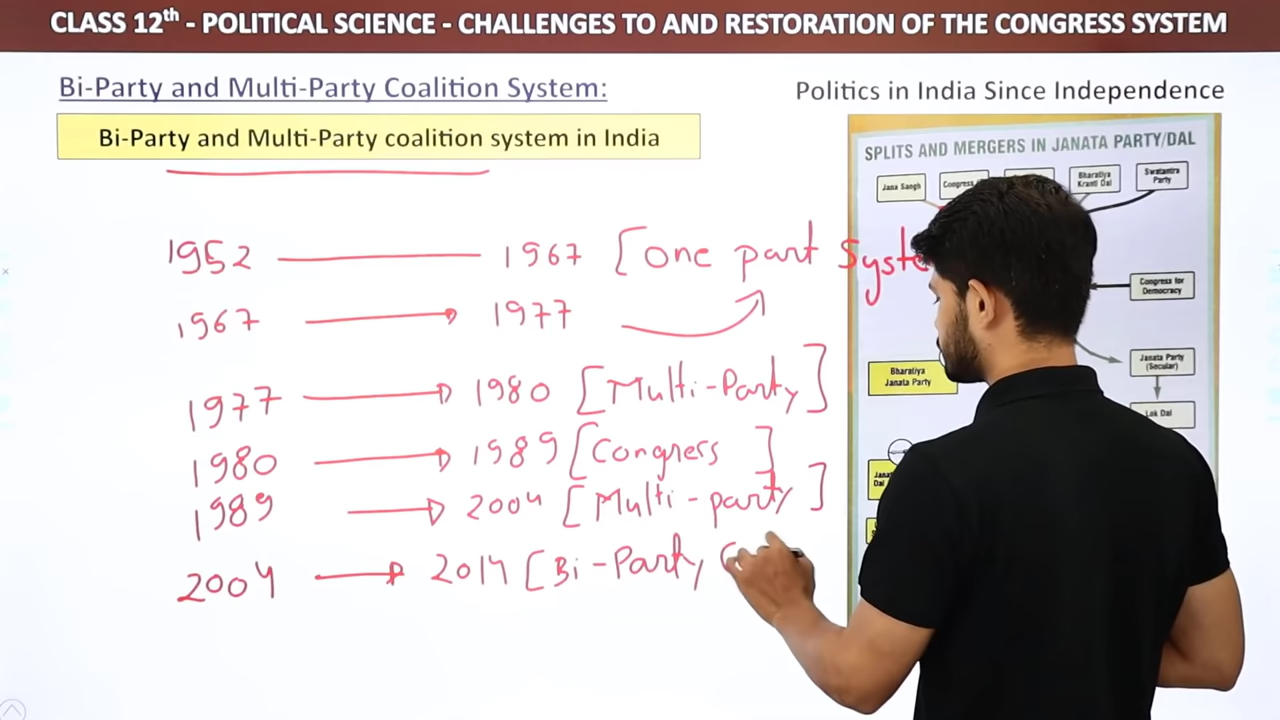 CLASS 12th - POLITICAL SCIENCE - CHALLENGES TO AND RESTORATION OF THE CONGRESS SYSTEM
Bi-Party and Multi-Party Coalition System:
Politics in India Since Independence
Bi-Party and Multi-Party coalition system in India
SPLITS AND MERGERS IN JANATA PARTY/DAL
Jana Sangh
Bharatiya Kranti Dal
Swatantra Party
1952 1967 [One part Syste
1967 1977
Congress for Democracy
1977 1980 [Multi-Party]
Bharatiya Janata Party
Janata Party (Secular)
Lok Dal
1980 1989 [Congress]
1989 2004 [Multi-party]
2004 2014 [Bi-Party